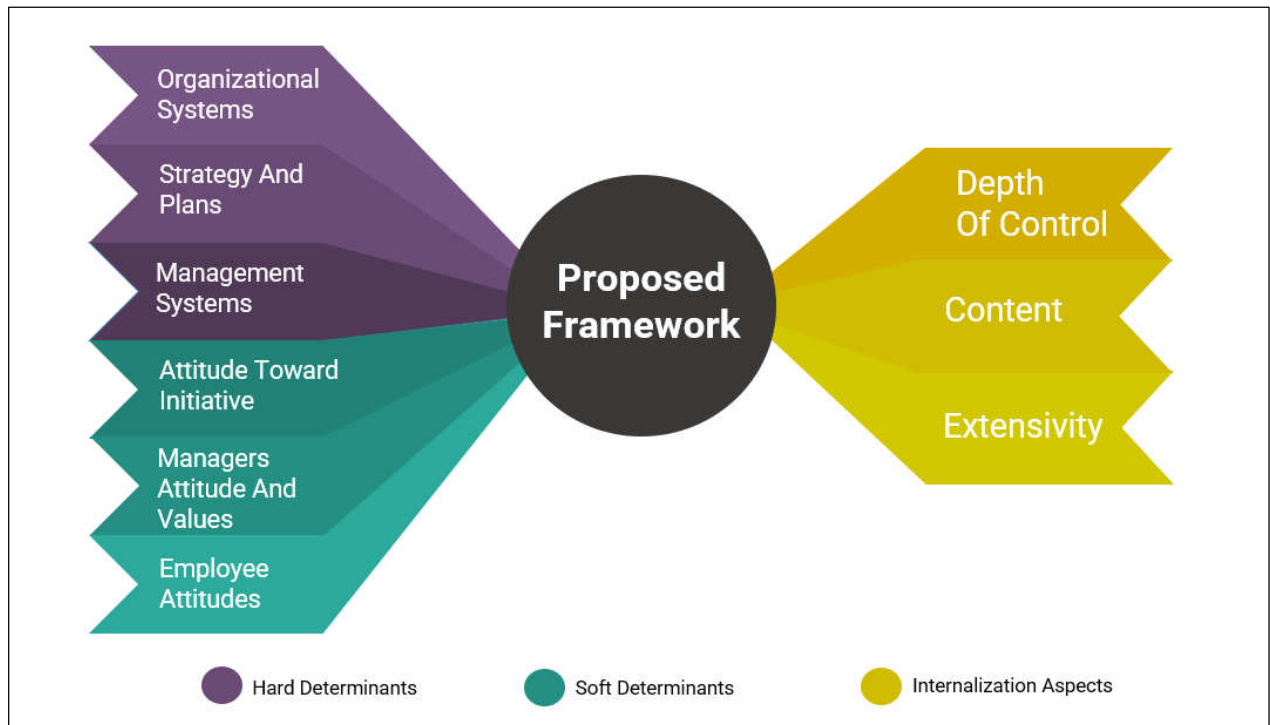 Organizational
Systems
Strategy And
Plans
Management
Systems
Attitude Toward
Initiative
Managers
Attitude And
Values
Employee
Attitudes
Proposed
Framework
Depth
Of Control
Content
Extensivity
Hard Determinants
Soft Determinants
Internalization Aspects